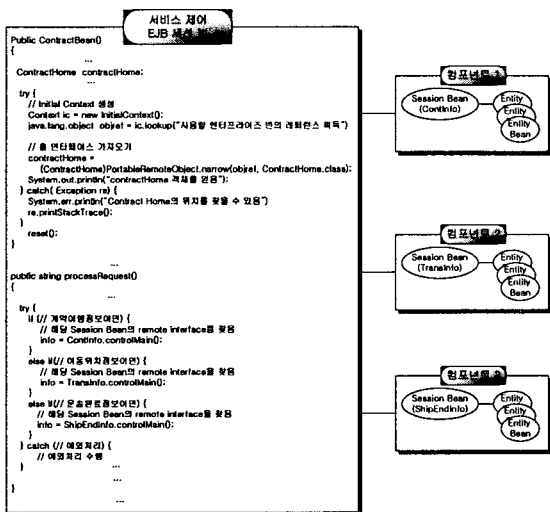 서비스 제어
EJB 세션
Public ContractBean()
{
...
ContractHome contractHome;
...
try {
// Initial Context 생성
Context ic = new InitialContext();
java.lang.object objref = ic.lookup("사용할 엔터프라이즈 빈의 레퍼런스 획득")
// 홈 인터페이스 가져오기
contractHome =
(ContractHome)PortableRemoteObject.narrow(objref, ContractHome.class);
System.out.println("contractHome 객체를 얻음");
} catch( Exception re) {
System.err.println("Contract Home의 위치를 찾을 수 있음")
re.printStackTrace();
}
reset();
}
...
public string processRequest()
{
...
try {
if (// 계약이행정보이면) {
// 해당 Session Bean의 remote interface를 찾음
info = ContInfo.controlMain();
}
else if(// 이동위치정보이면) {
// 해당 Session Bean의 remote interface를 찾음
info = TransInfo.controlMain();
}
else if(// 운송완료정보이면) {
// 해당 Session Bean의 remote interface를 찾음
info = ShipEndInfo.controlMain();
}
} catch (// 예외처리) {
// 예외처리 수행
} ...
...
}
...
컴포넌트 1
Session Bean
(ContInfo)
Entity
Entity
Entity
Bean
컴포넌트 2
Session Bean
(TransInfo)
Entity
Entity
Entity
Bean
컴포넌트 3
Session Bean
(ShipEndInfo)
Entity
Entity
Entity
Bean